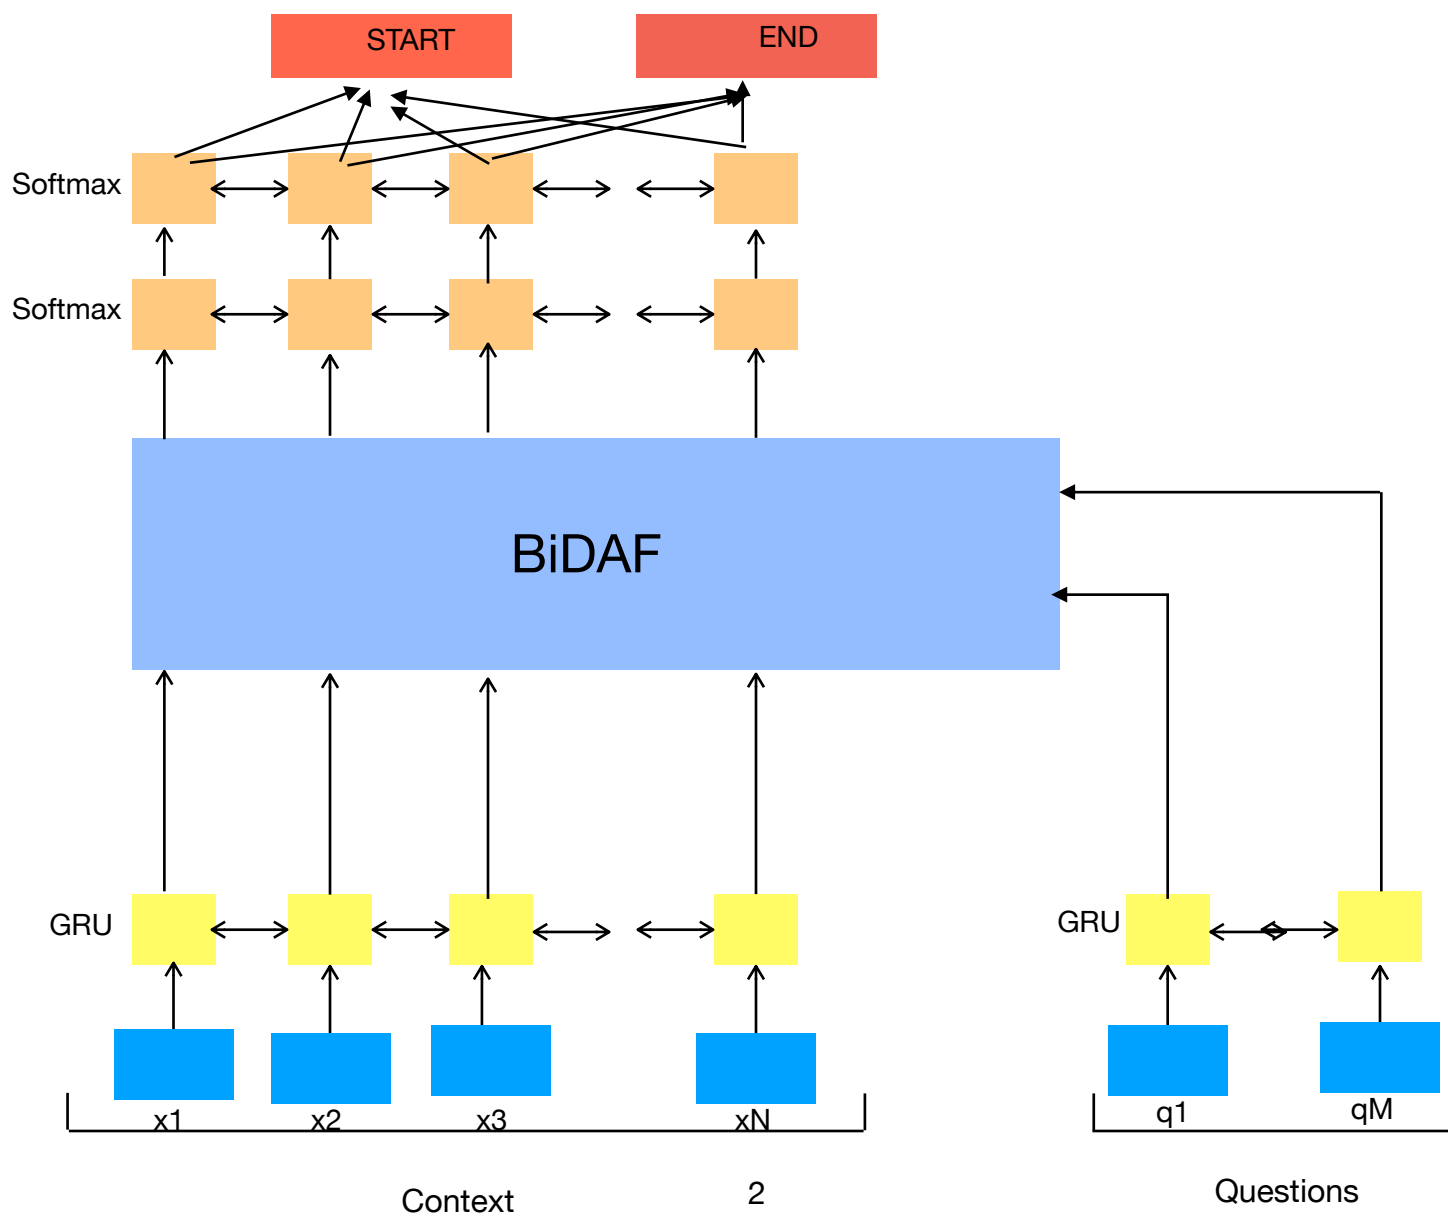 START
END
Softmax
Softmax
BiDAF
GRU
GRU
x1 x2 x3 xN
q1 qM
Context
2
Questions